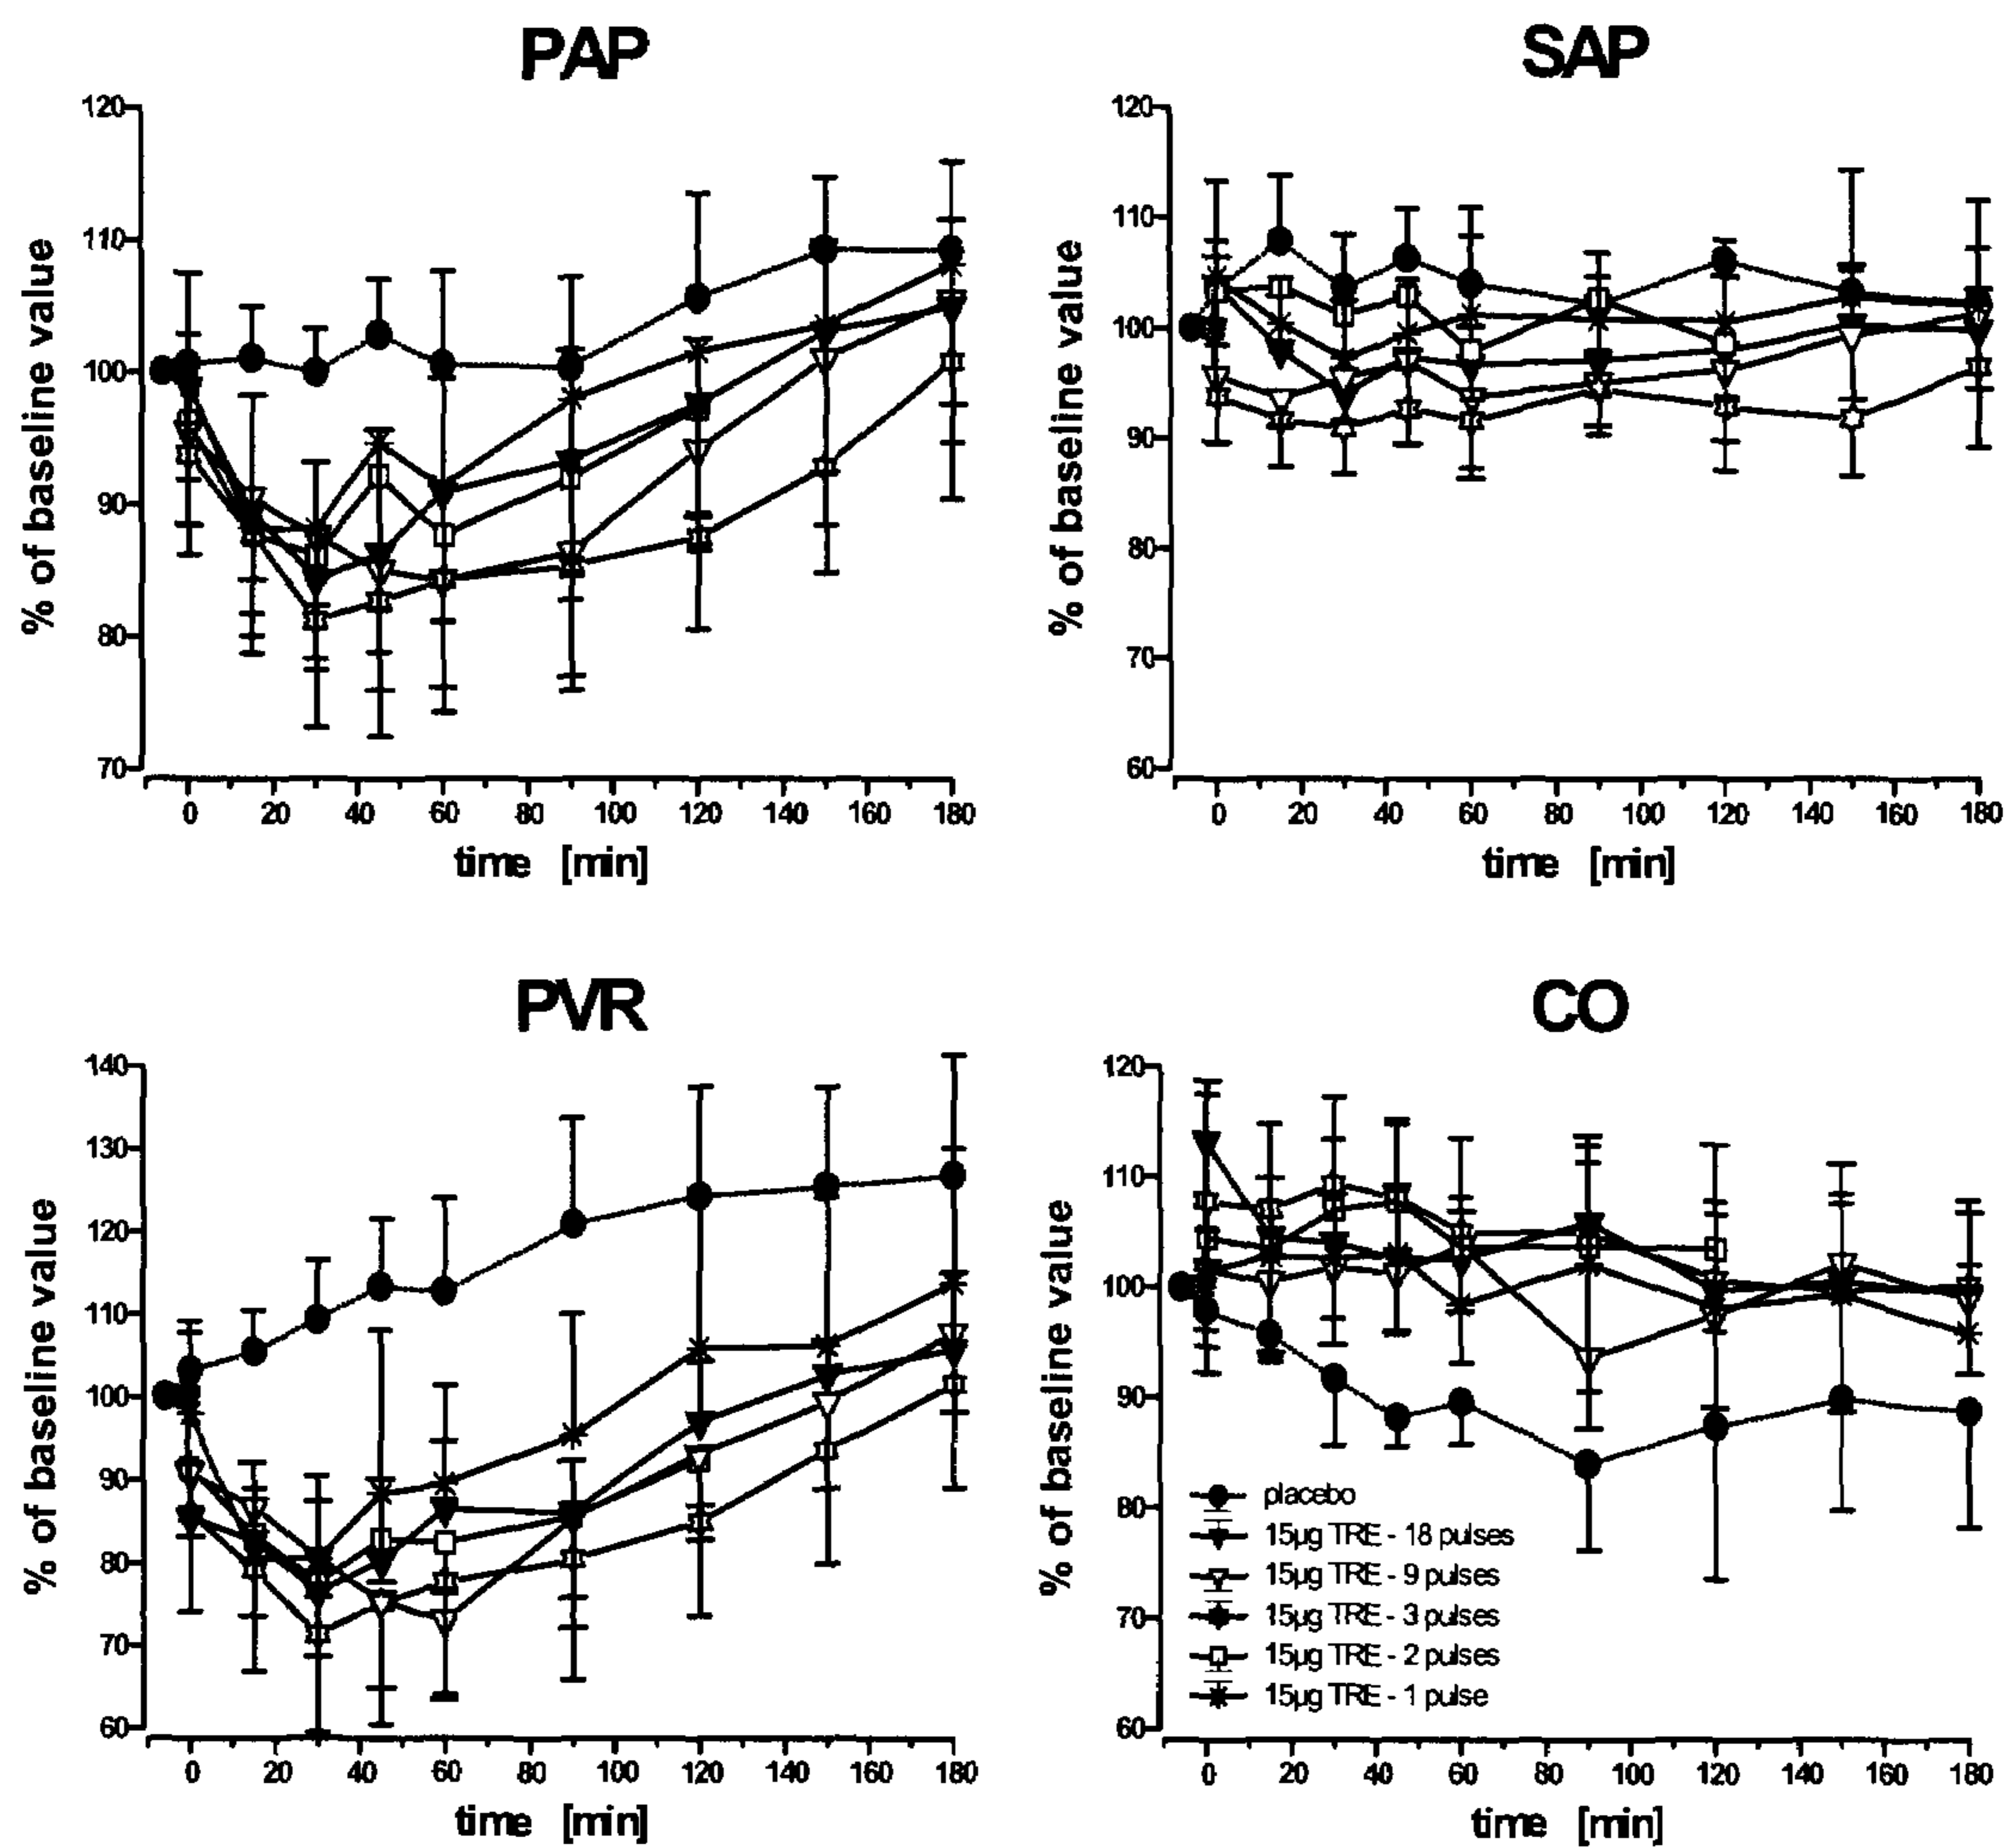 PAP
120
110
100
90
80
70
% of baseline value
0 20 40 60 80 100 120 140 160 180
time [min]
SAP
120
110
100
90
80
70
60
% of baseline value
0 20 40 60 80 100 120 140 160 180
time [min]
PVR
140
130
120
110
100
90
80
70
60
% of baseline value
0 20 40 60 80 100 120 140 160 180
time [min]
CO
120
110
100
90
80
70
60
% of baseline value
placebo
15µg TRE - 18 pulses
15µg TRE - 9 pulses
15µg TRE - 3 pulses
15µg TRE - 2 pulses
15µg TRE - 1 pulse
0 20 40 60 80 100 120 140 160 180
time [min]